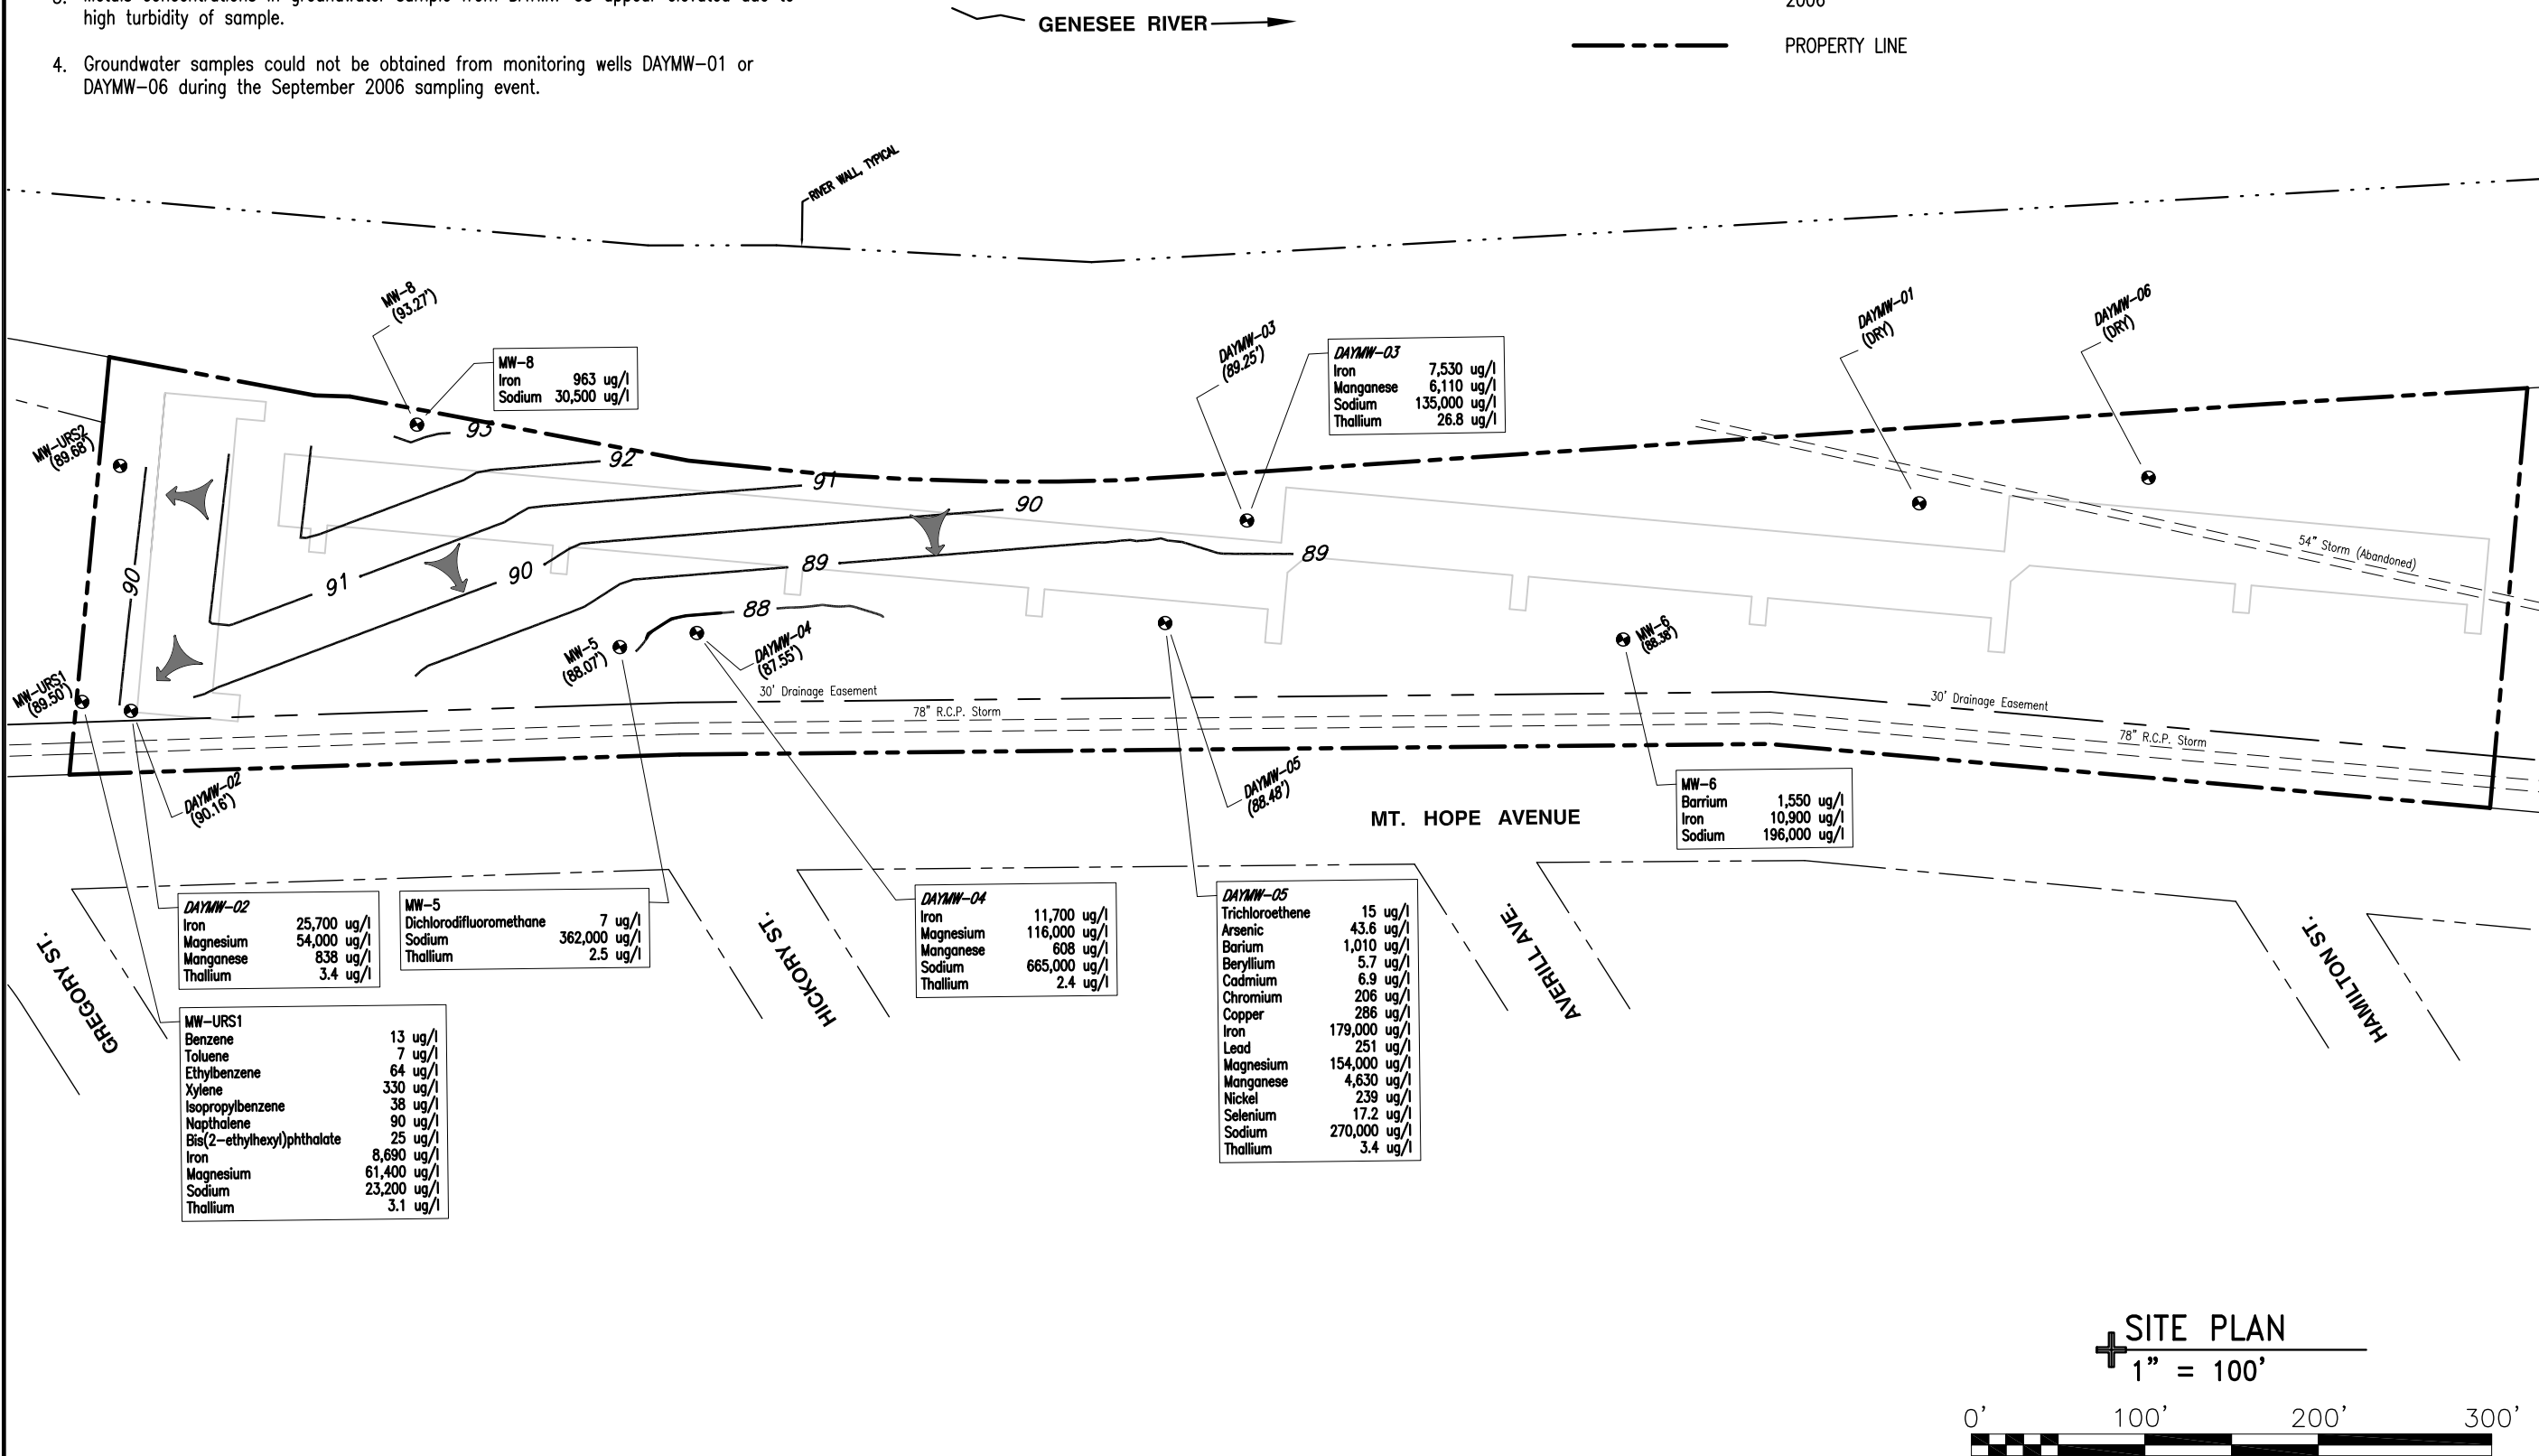 high turbidity of sample.
4. Groundwater samples could not be obtained from monitoring wells DAYMW-01 or
DAYMW-06 during the September 2006 sampling event.
GENESEE RIVER
2006
PROPERTY LINE
RIVER WALL, TYPICAL
MW-8
(93.27')
MW-8
Iron 963 ug/l
Sodium 30,500 ug/l
DAYMW-03
(89.25')
DAYMW-03
Iron 7,530 ug/l
Manganese 6,110 ug/l
Sodium 135,000 ug/l
Thallium 26.8 ug/l
DAYMW-01
(DRY)
DAYMW-06
(DRY)
MW-URS2
(89.68')
93
92
91
90
89
89
90
91
90
88
54" Storm (Abandoned)
MW-5
(88.07')
DAYMW-04
(87.55')
MW-6
(88.38')
MW-URS1
(89.50')
30' Drainage Easement
78" R.C.P. Storm
30' Drainage Easement
78" R.C.P. Storm
DAYMW-02
(90.16')
DAYMW-05
(88.48')
MT. HOPE AVENUE
MW-6
Barrium 1,550 ug/l
Iron 10,900 ug/l
Sodium 196,000 ug/l
GREGORY ST.
DAYMW-02
Iron 25,700 ug/l
Magnesium 54,000 ug/l
Manganese 838 ug/l
Thallium 3.4 ug/l
MW-5
Dichlorodifluoromethane 7 ug/l
Sodium 362,000 ug/l
Thallium 2.5 ug/l
HICKORY ST.
DAYMW-04
Iron 11,700 ug/l
Magnesium 116,000 ug/l
Manganese 608 ug/l
Sodium 665,000 ug/l
Thallium 2.4 ug/l
DAYMW-05
Trichloroethene 15 ug/l
Arsenic 43.6 ug/l
Barium 1,010 ug/l
Beryllium 5.7 ug/l
Cadmium 6.9 ug/l
Chromium 206 ug/l
Copper 286 ug/l
Iron 179,000 ug/l
Lead 251 ug/l
Magnesium 154,000 ug/l
Manganese 4,630 ug/l
Nickel 239 ug/l
Selenium 17.2 ug/l
Sodium 270,000 ug/l
Thallium 3.4 ug/l
AVERILL AVE.
HAMILTON ST.
MW-URS1
Benzene 13 ug/l
Toluene 7 ug/l
Ethylbenzene 64 ug/l
Xylene 330 ug/l
Isopropylbenzene 38 ug/l
Napthalene 90 ug/l
Bis(2-ethylhexyl)phthalate 25 ug/l
Iron 8,690 ug/l
Magnesium 61,400 ug/l
Sodium 23,200 ug/l
Thallium 3.1 ug/l
SITE PLAN
1" = 100'
0' 100' 200' 300'